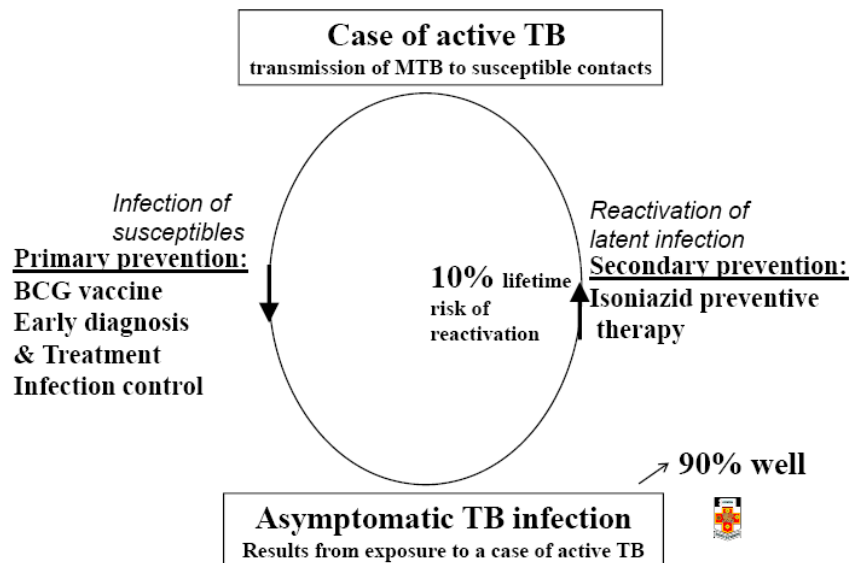 Case of active TB
transmission of MTB to susceptible contacts
Infection of
susceptibles
Primary prevention:
BCG vaccine
Early diagnosis
& Treatment
Infection control
10% lifetime
risk of
reactivation
Reactivation of
latent infection
Secondary prevention:
Isoniazid preventive
therapy
90% well
Asymptomatic TB infection
Results from exposure to a case of active TB